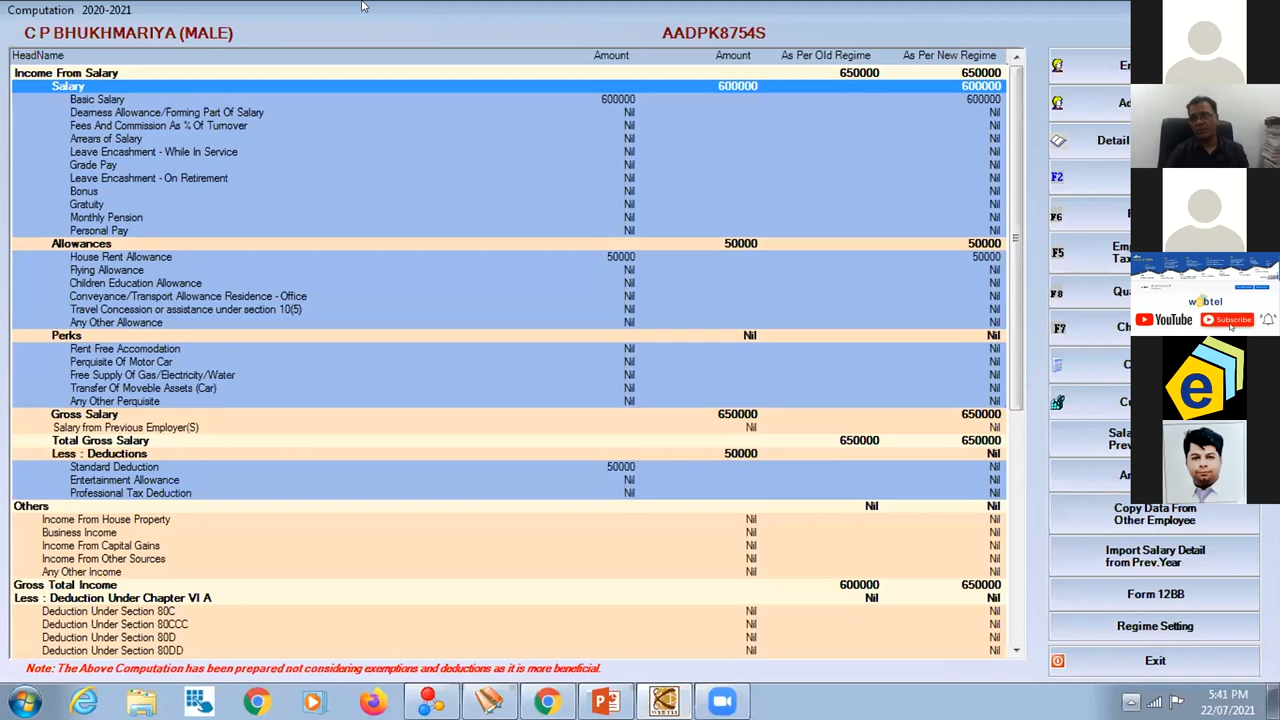 Computation 2020-2021
C P BHUKHMARIYA (MALE) AADPK8754S
HeadName Amount Amount As Per Old Regime As Per New Regime
Income From Salary 650000 650000
Salary 600000 600000
Basic Salary 600000 600000
Dearness Allowance/Forming Part Of Salary Nil Nil
Fees And Commission As % Of Turnover Nil Nil
Arrears of Salary Nil Nil
Leave Encashment - While In Service Nil Nil
Grade Pay Nil Nil
Leave Encashment - On Retirement Nil Nil
Bonus Nil Nil
Gratuity Nil Nil
Monthly Pension Nil Nil
Personal Pay Nil Nil
Allowances 50000 50000
House Rent Allowance 50000 50000
Flying Allowance Nil Nil
Children Education Allowance Nil Nil
Conveyance/Transport Allowance Residence - Office Nil Nil
Travel Concession or assistance under section 10(5) Nil Nil
Any Other Allowance Nil Nil
Perks Nil Nil
Rent Free Accomodation Nil Nil
Perquisite Of Motor Car Nil Nil
Free Supply Of Gas/Electricity/Water Nil Nil
Transfer Of Moveble Assets (Car) Nil Nil
Any Other Perquisite Nil Nil
Gross Salary 650000 650000
Salary from Previous Employer(S) Nil Nil
Total Gross Salary 650000 650000
Less : Deductions 50000 Nil
Standard Deduction 50000 Nil
Entertainment Allowance Nil Nil
Professional Tax Deduction Nil Nil
Others Nil Nil
Income From House Property Nil Nil
Business Income Nil Nil
Income From Capital Gains Nil Nil
Income From Other Sources Nil Nil
Any Other Income Nil Nil
Gross Total Income 600000 650000
Less : Deduction Under Chapter VI A Nil Nil
Deduction Under Section 80C Nil Nil
Deduction Under Section 80CCC Nil Nil
Deduction Under Section 80D Nil Nil
Deduction Under Section 80DD Nil Nil
Note: The Above Computation has been prepared not considering exemptions and deductions as it is more beneficial.
Detail
F2
F6
F5
F8
F7
Copy Data From
Other Employee
Import Salary Detail
from Prev.Year
Form 12BB
Regime Setting
Exit
webtel
YouTube Subscribe
e
5:41 PM
22/07/2021